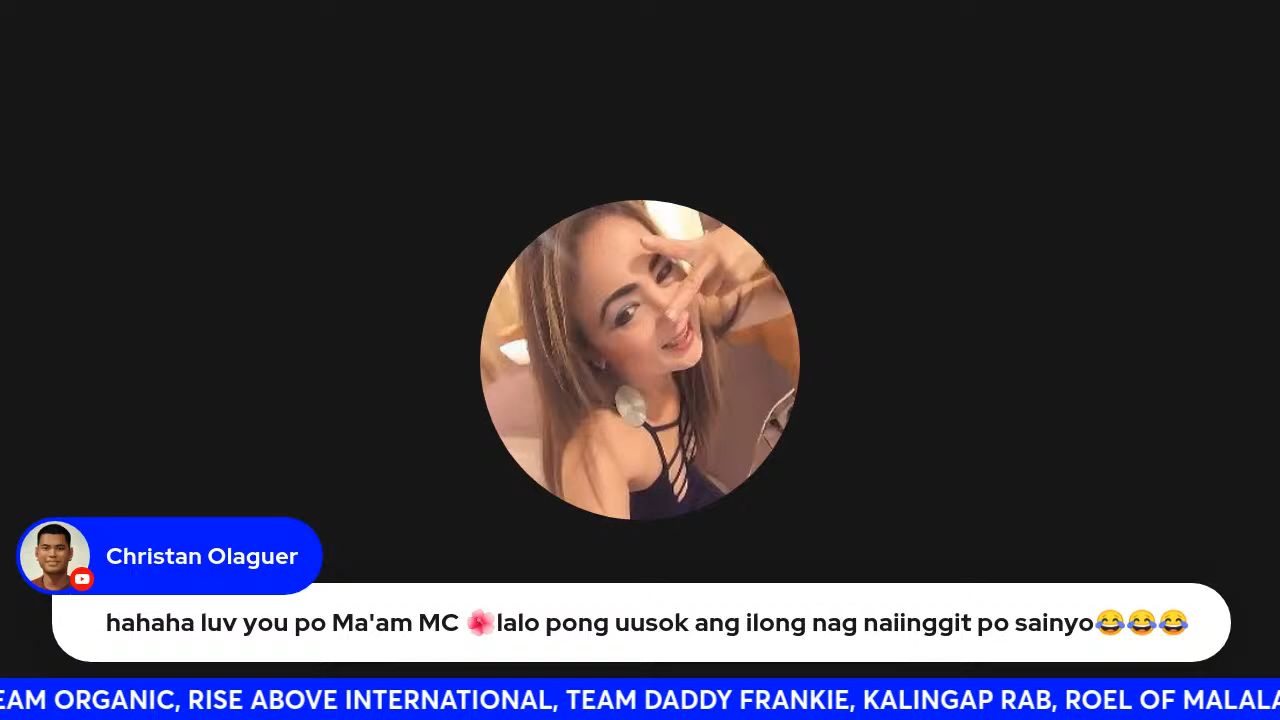 Christan Olaguer
hahaha luv you po Ma'am MC 🌸lalo pong uusok ang ilong nag naiinggit po sainyo😂😂😂
EAM ORGANIC, RISE ABOVE INTERNATIONAL, TEAM DADDY FRANKIE, KALINGAP RAB, ROEL OF MALALA